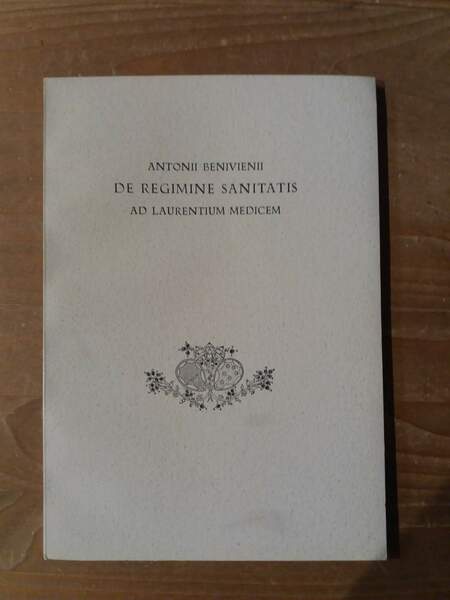 ANTONII BENIVIENII
DE REGIMINE SANITATIS
AD LAURENTIUM MEDICEM